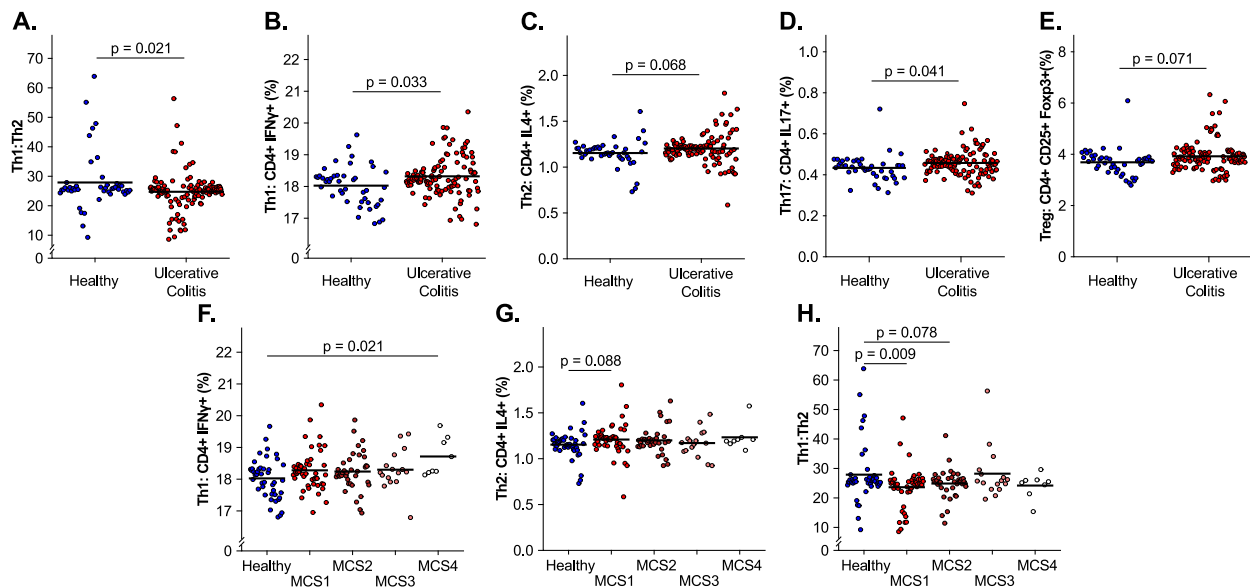 A.
Th1:Th2
70
60
50
40
30
20
10
0
p = 0.021
Healthy
Ulcerative
Colitis
B.
Th1: CD4+ IFNγ+ (%)
22
21
20
19
18
17
0
p = 0.033
Healthy
Ulcerative
Colitis
C.
Th2: CD4+ IL4+ (%)
2.0
1.5
1.0
0.5
0.0
p = 0.068
Healthy
Ulcerative
Colitis
D.
Th17: CD4+ IL17+ (%)
1.0
0.8
0.6
0.4
0.2
0.0
p = 0.041
Healthy
Ulcerative
Colitis
E.
Treg: CD4+ CD25+ Foxp3+(%)
8
6
4
2
0
p = 0.071
Healthy
Ulcerative
Colitis
F.
Th1: CD4+ IFNγ+ (%)
22
21
20
19
18
17
0
p = 0.021
Healthy
MCS1
MCS2
MCS3
MCS4
G.
Th2: CD4+ IL4+ (%)
2.0
1.5
1.0
0.5
0.0
p = 0.088
Healthy
MCS1
MCS2
MCS3
MCS4
H.
Th1:Th2
70
60
50
40
30
20
10
0
p = 0.078
p = 0.009
Healthy
MCS1
MCS2
MCS3
MCS4